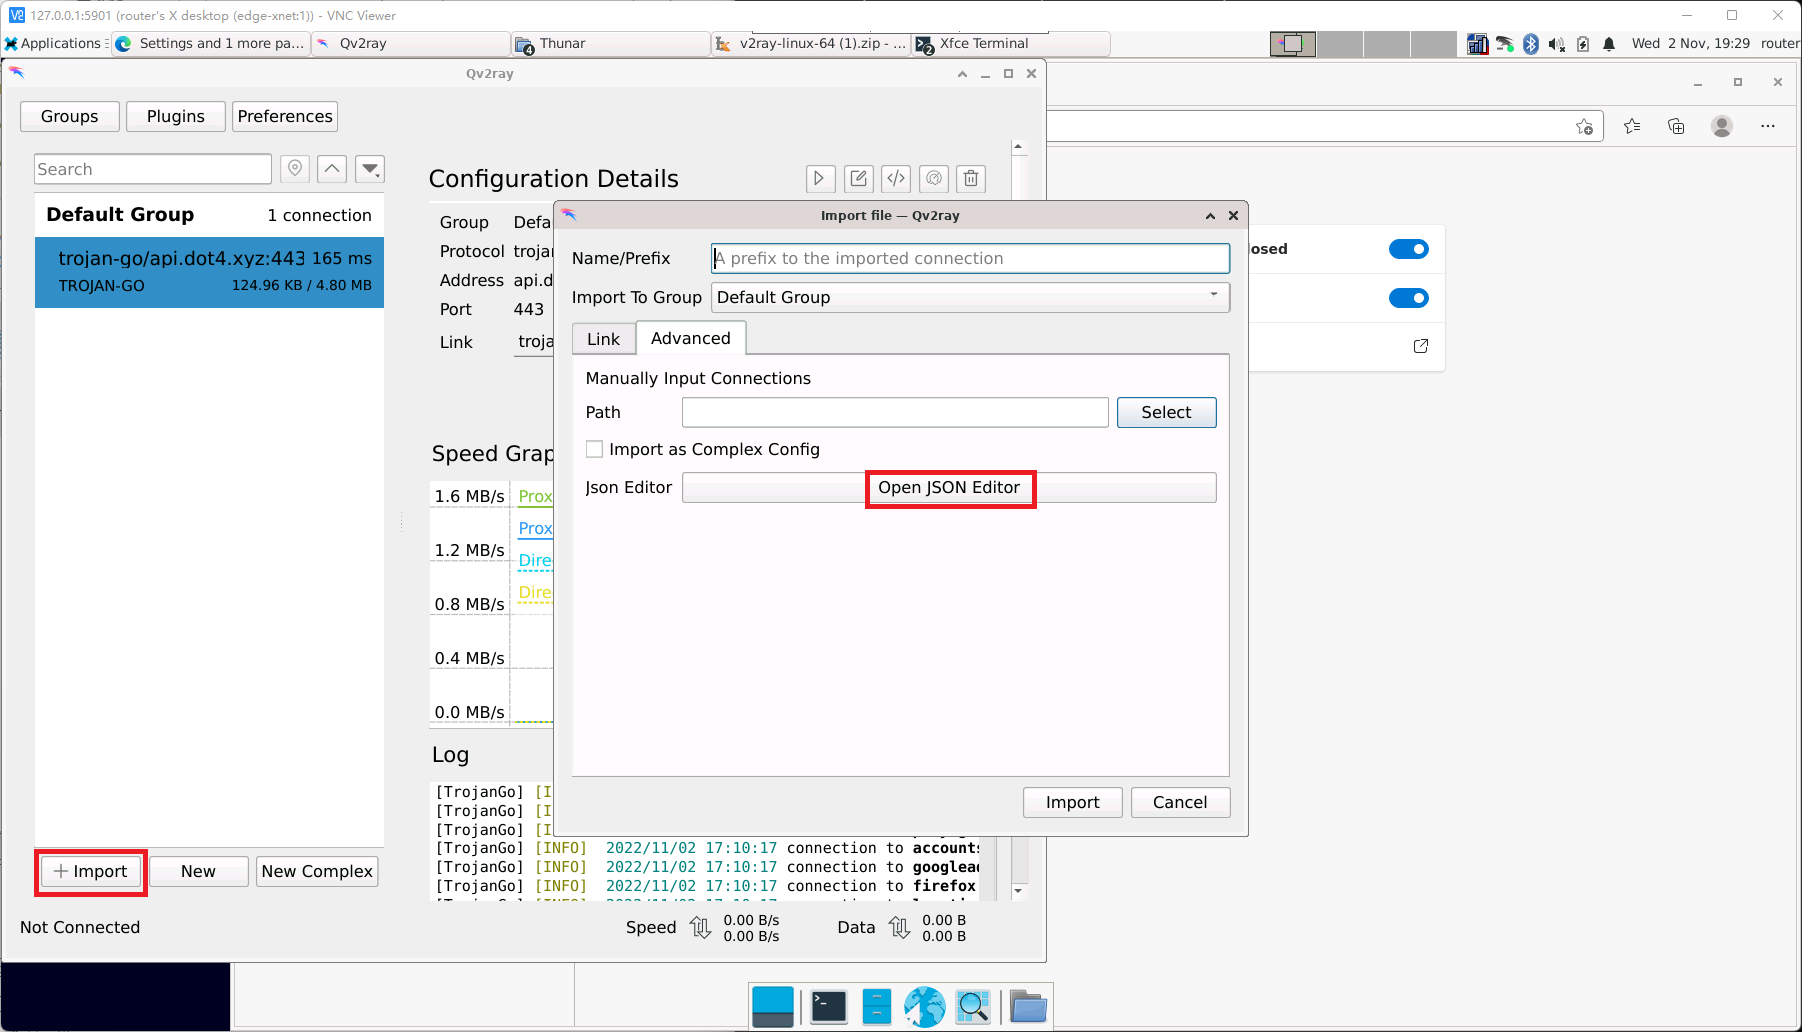 127.0.0.1:5901 (router's X desktop (edge-xnet:1)) - VNC Viewer
Applications
Settings and 1 more pa...
Qv2ray
4
Thunar
v2ray-linux-64 (1).zip - ...
2
Xfce Terminal
Wed 2 Nov, 19:29
router
Qv2ray
Groups
Plugins
Preferences
Search
Default Group
1 connection
trojan-go/api.dot4.xyz:443
165 ms
TROJAN-GO
124.96 KB / 4.80 MB
Configuration Details
Group
Defa
Protocol
trojan
Address
api.d
Port
443
Link
troja
Import file — Qv2ray
Name/Prefix
A prefix to the imported connection
Import To Group
Default Group
Link
Advanced
Manually Input Connections
Path
Select
Import as Complex Config
Json Editor
Open JSON Editor
Import
Cancel
losed
Speed Grap
1.6 MB/s
Prox
Prox
1.2 MB/s
Dire
0.8 MB/s
Dire
0.4 MB/s
0.0 MB/s
Log
[TrojanGo] [I
[TrojanGo] [I
[TrojanGo] [I
[TrojanGo] [INFO] 2022/11/02 17:10:17 connection to accounts
[TrojanGo] [INFO] 2022/11/02 17:10:17 connection to googlead
[TrojanGo] [INFO] 2022/11/02 17:10:17 connection to firefox
+ Import
New
New Complex
Not Connected
Speed
0.00 B/s
0.00 B/s
Data
0.00 B
0.00 B